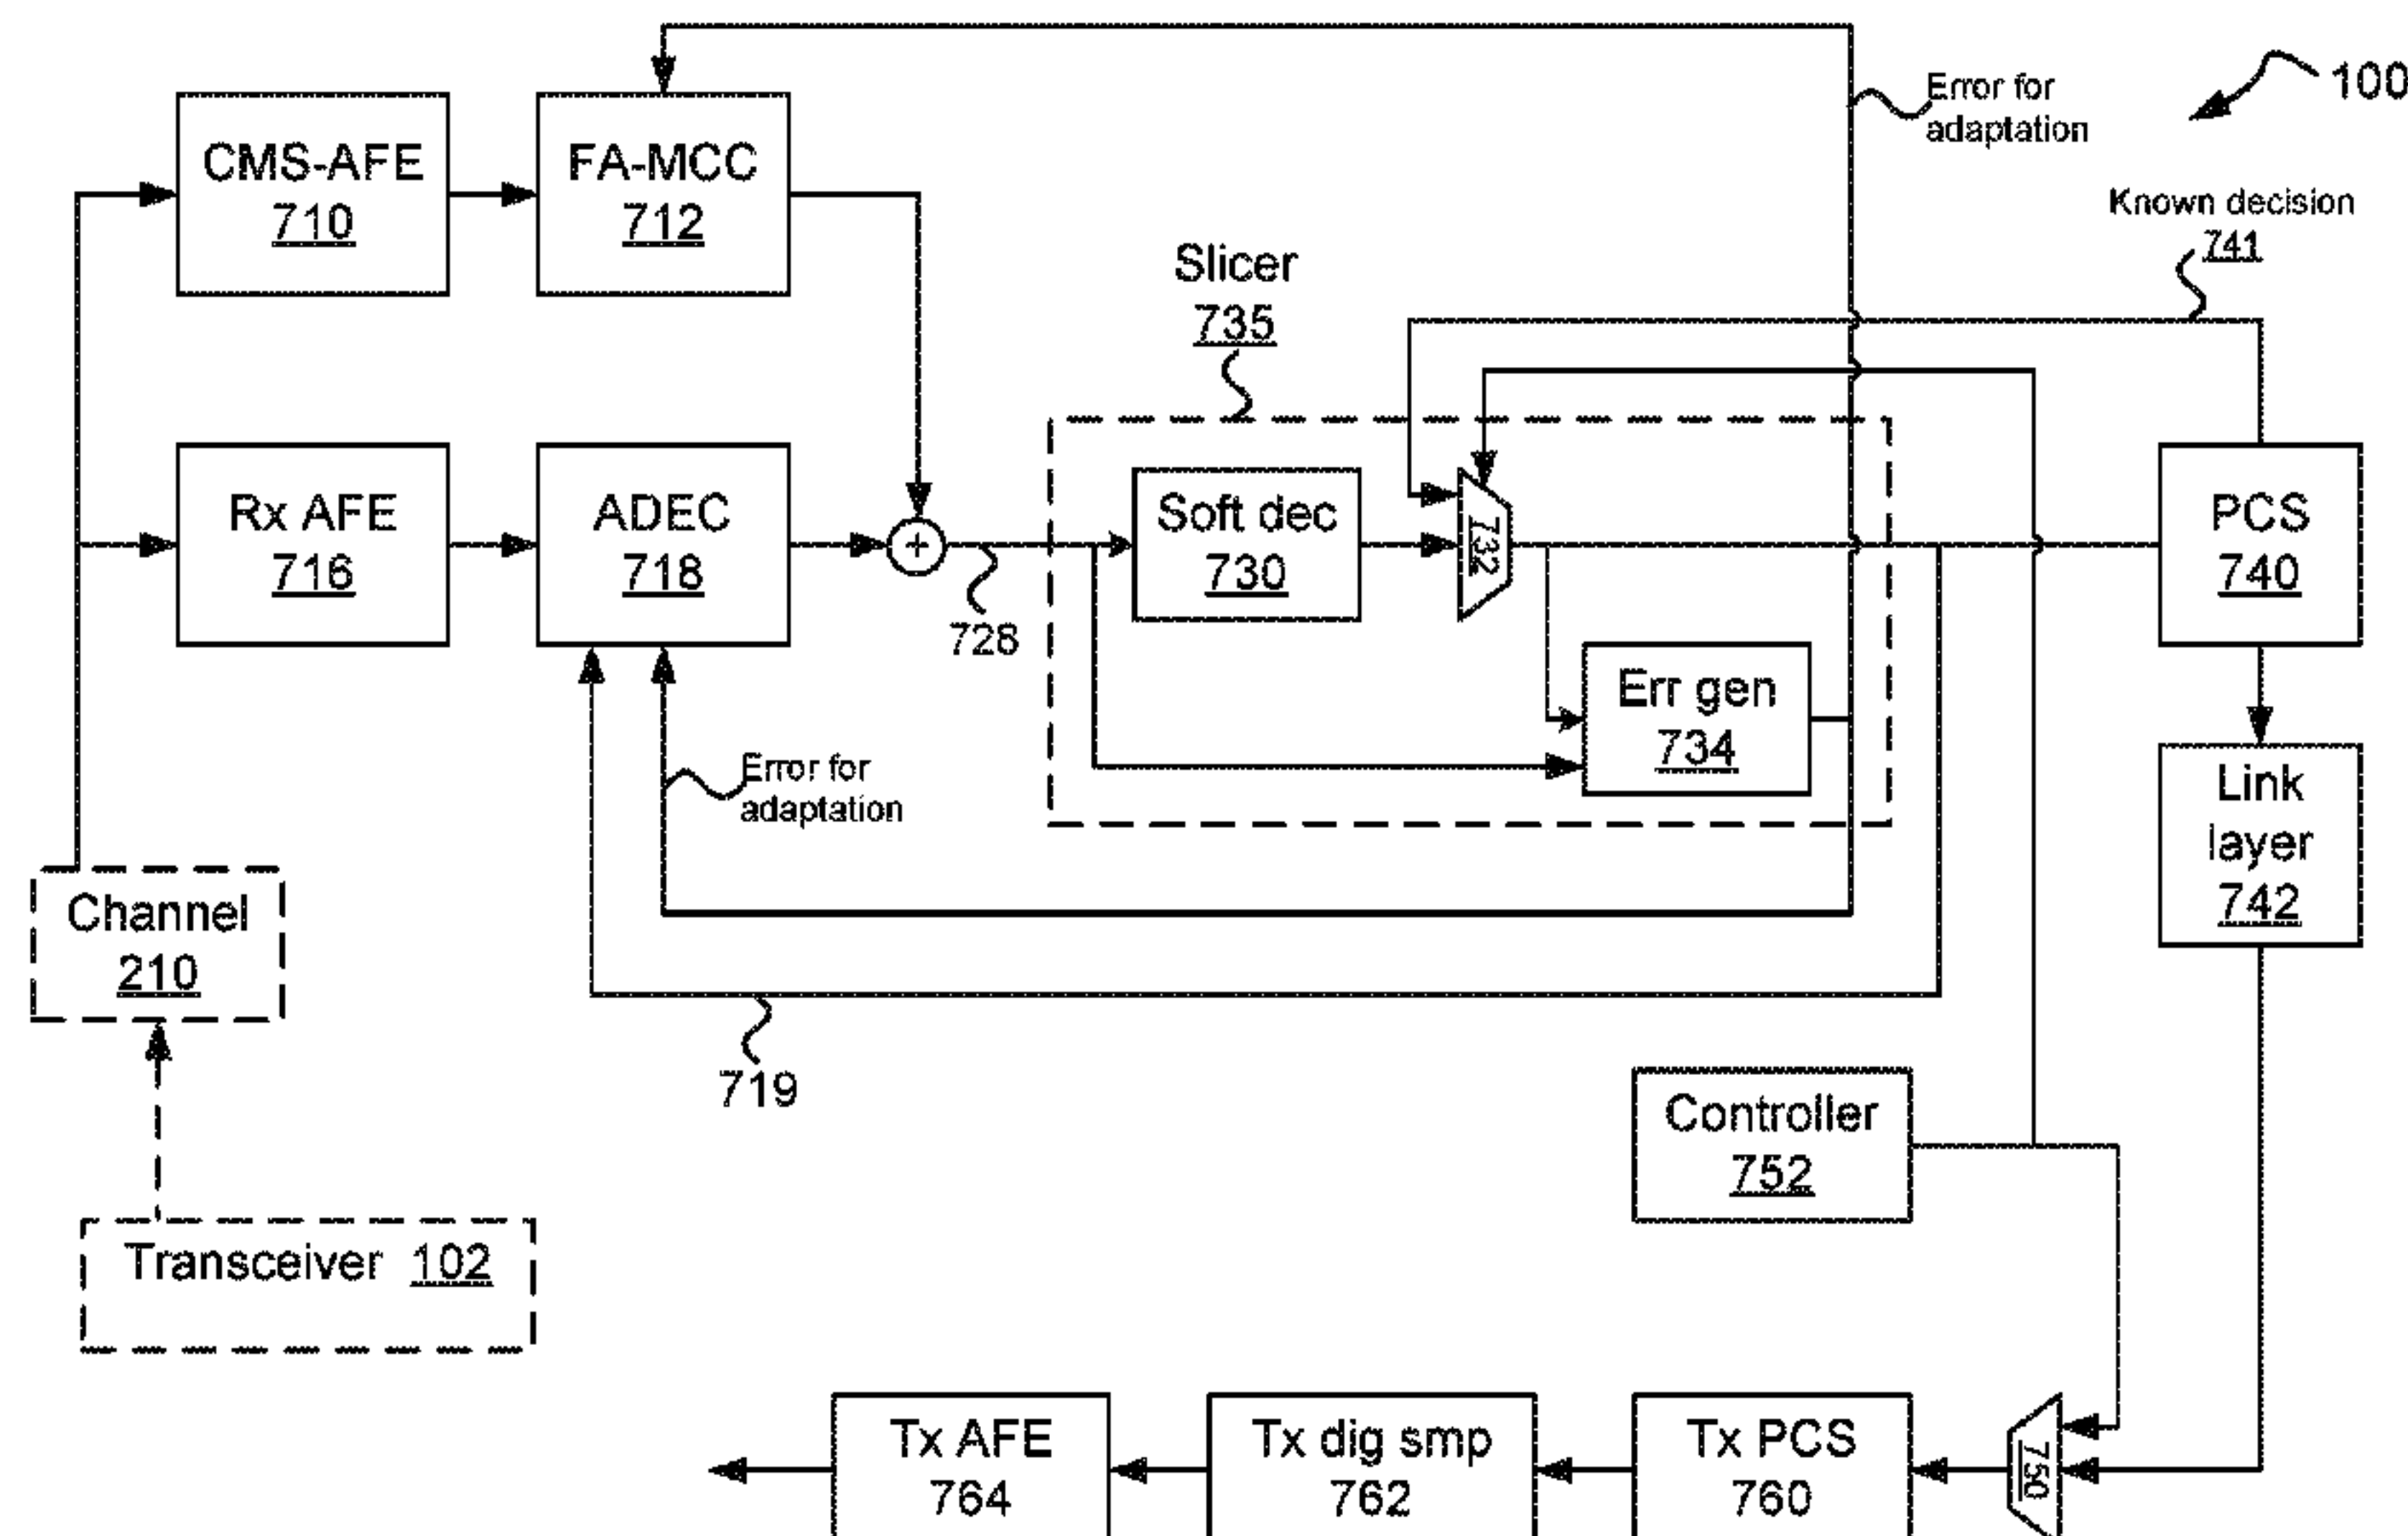 100
Error for
adaptation
CMS-AFE
710
FA-MCC
712
Known decision
741
Slicer
735
Rx AFE
716
ADEC
718
+
728
Soft dec
730
732
PCS
740
Err gen
734
Error for
adaptation
Link
layer
742
Channel
210
719
Controller
752
Transceiver 102
Tx AFE
764
Tx dig smp
762
Tx PCS
760
750